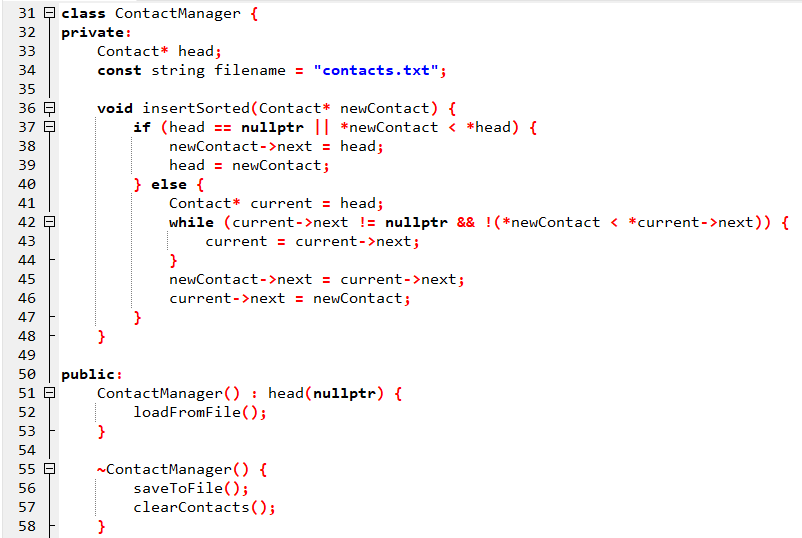 31 class ContactManager {
32 private:
33     Contact* head;
34     const string filename = "contacts.txt";
35
36     void insertSorted(Contact* newContact) {
37         if (head == nullptr || *newContact < *head) {
38             newContact->next = head;
39             head = newContact;
40         } else {
41             Contact* current = head;
42             while (current->next != nullptr && !(*newContact < *current->next)) {
43                 current = current->next;
44             }
45             newContact->next = current->next;
46             current->next = newContact;
47         }
48     }
49
50 public:
51     ContactManager() : head(nullptr) {
52         loadFromFile();
53     }
54
55     ~ContactManager() {
56         saveToFile();
57         clearContacts();
58     }